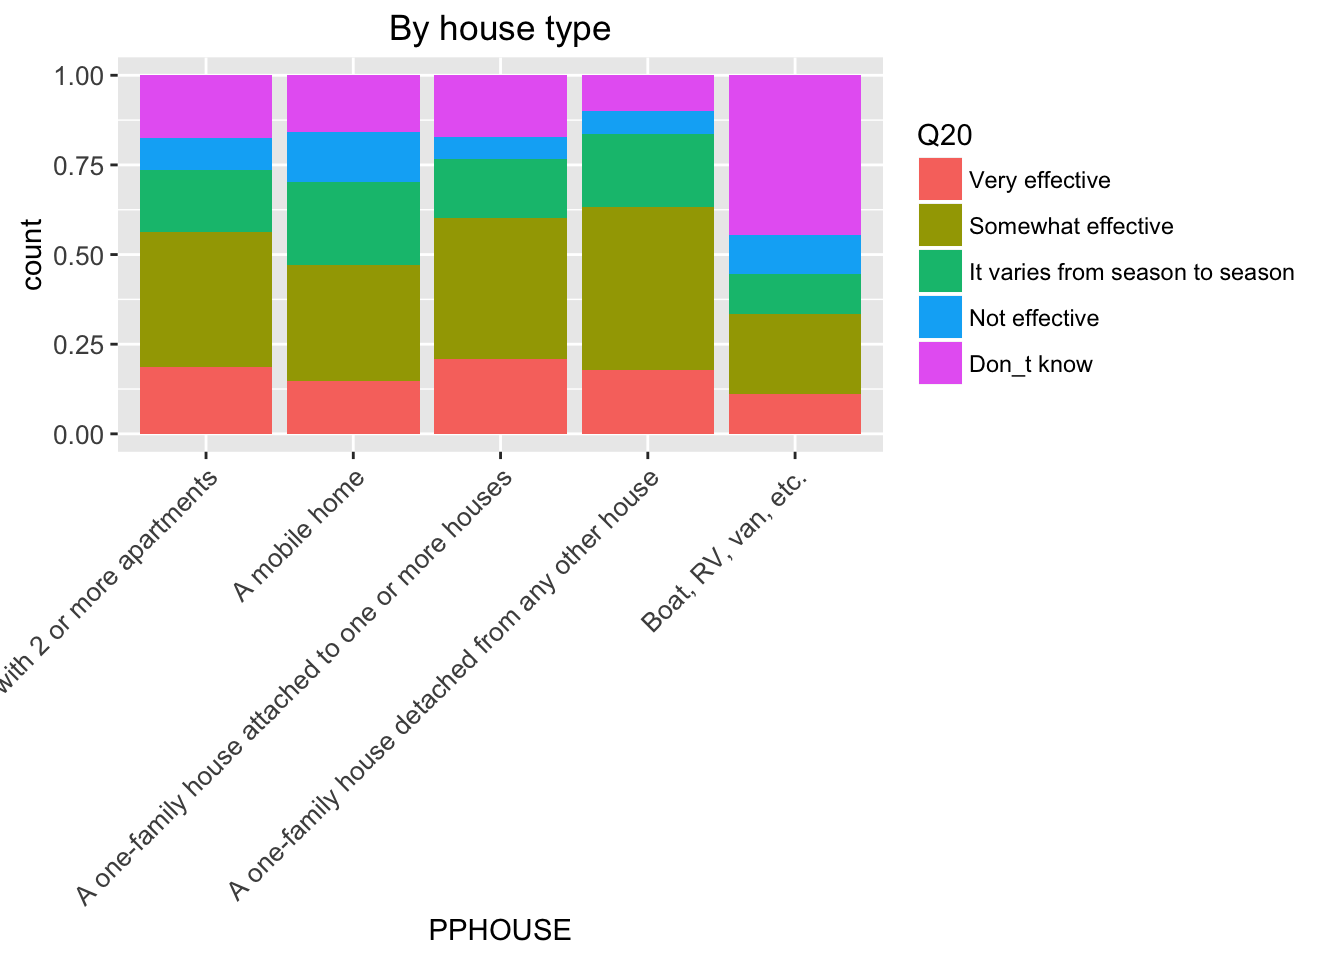 By house type
count
1.00
0.75
0.50
0.25
0.00
with 2 or more apartments
A mobile home
A one-family house attached to one or more houses
A one-family house detached from any other house
Boat, RV, van, etc.
PPHOUSE
Q20
Very effective
Somewhat effective
It varies from season to season
Not effective
Don_t know